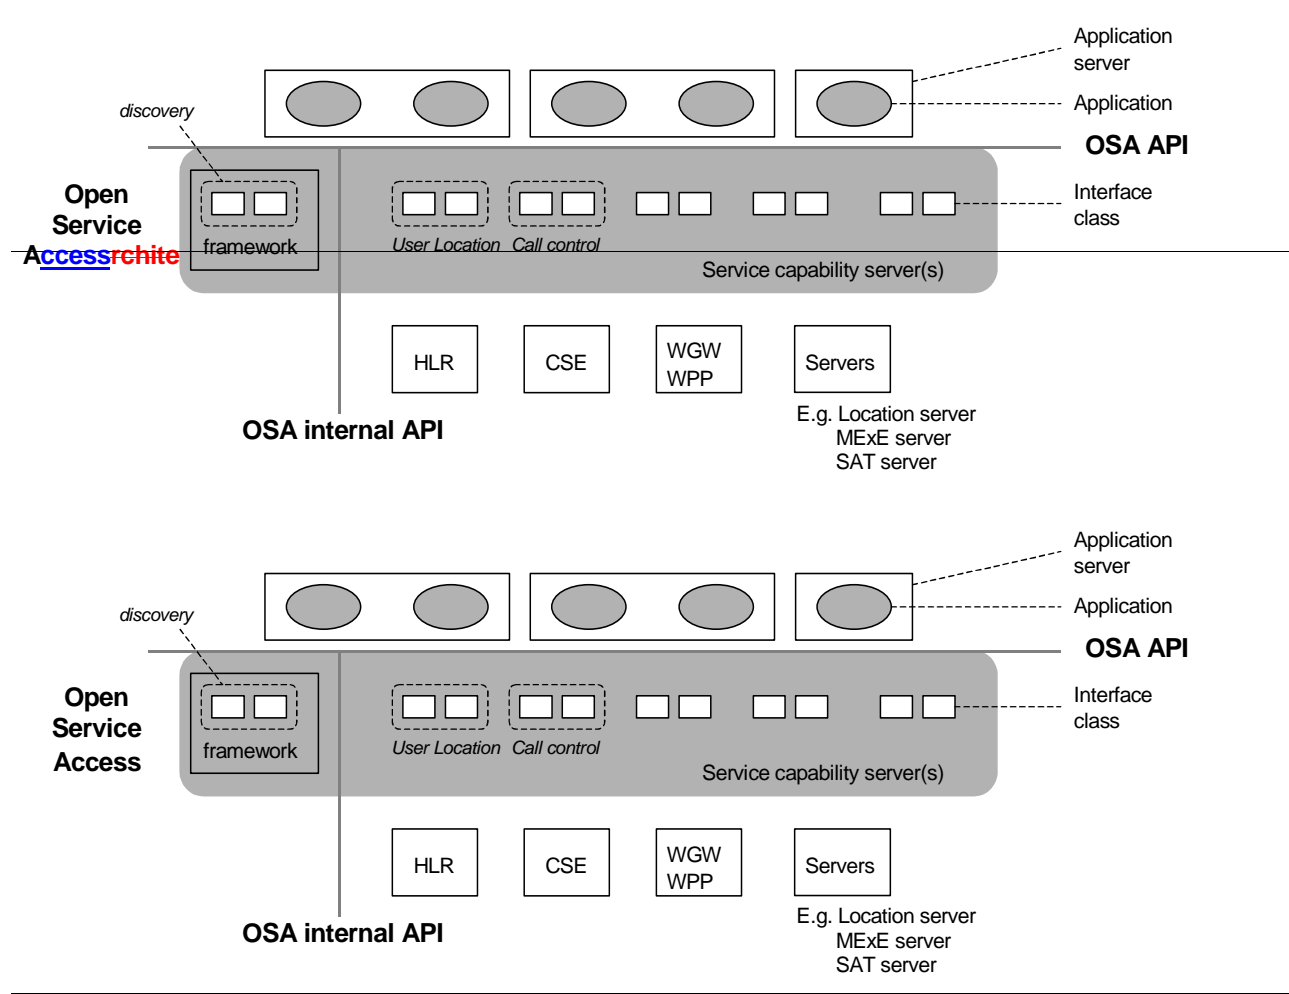 Application
server
discovery
Application
OSA API
Open
Service
Accessrchite
Interface
class
framework
User Location
Call control
Service capability server(s)
HLR
CSE
WGW
WPP
Servers
E.g. Location server
MExE server
SAT server
OSA internal API
Application
server
discovery
Application
OSA API
Open
Service
Access
Interface
class
framework
User Location
Call control
Service capability server(s)
HLR
CSE
WGW
WPP
Servers
E.g. Location server
MExE server
SAT server
OSA internal API